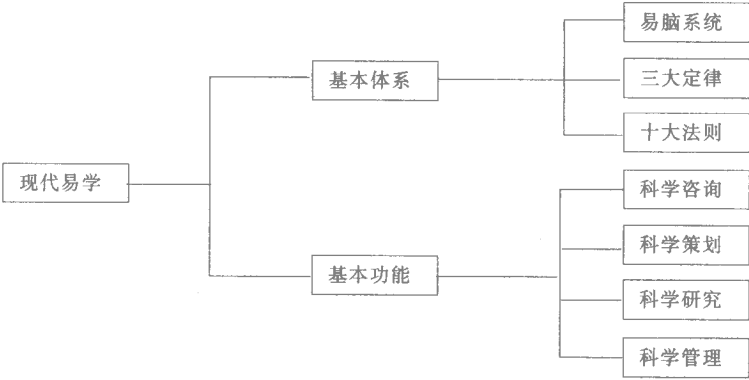 易脑系统
基本体系
三大定律
十大法则
现代易学
科学咨询
科学策划
基本功能
科学研究
科学管理